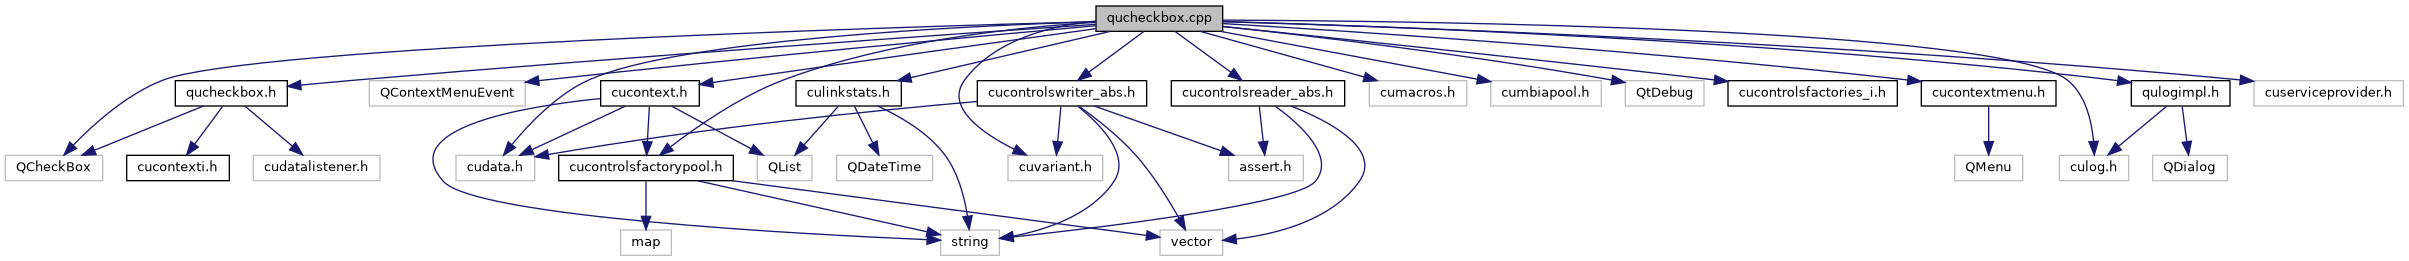 qucheckbox.cpp
qucheckbox.h
QContextMenuEvent
cucontext.h
culinkstats.h
cucontrolswriter_abs.h
cucontrolsreader_abs.h
cumacros.h
cumbiapool.h
QtDebug
cucontrolsfactories_i.h
cucontextmenu.h
qulogimpl.h
cuserviceprovider.h
QCheckBox
cucontexti.h
cudatalistener.h
cudata.h
cucontrolsfactorypool.h
QList
QDateTime
cuvariant.h
assert.h
QMenu
culog.h
QDialog
map
string
vector